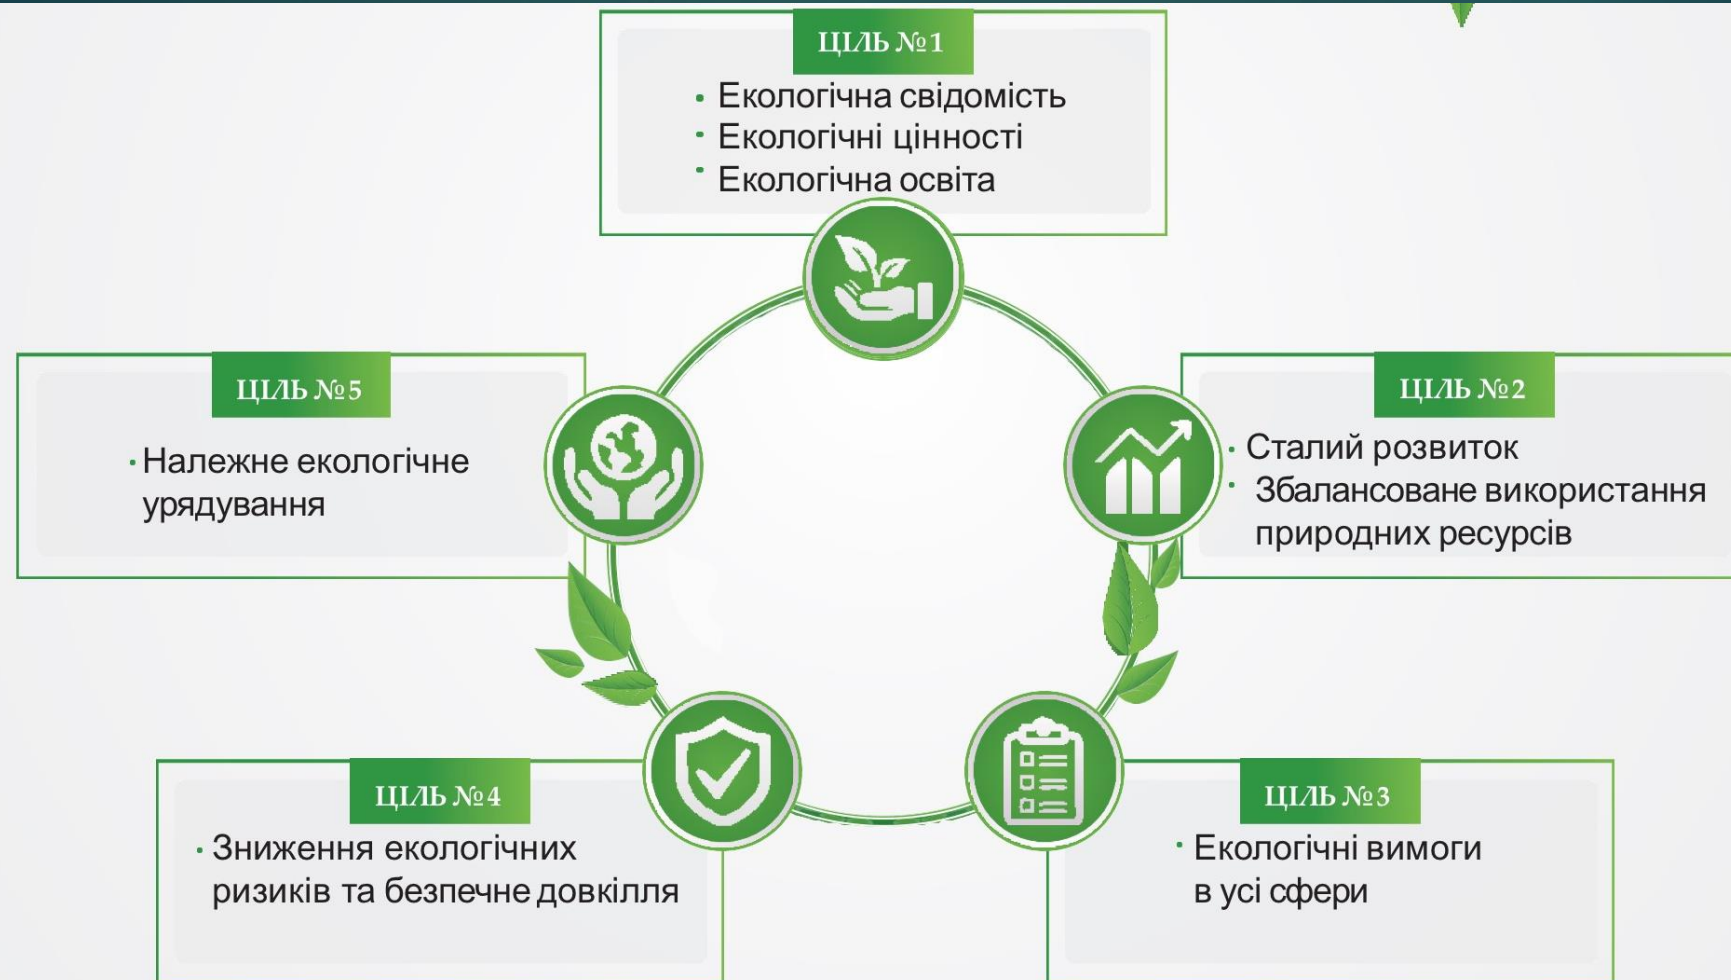 ЦІЛЬ №1
• Екологічна свідомість
• Екологічні цінності
• Екологічна освіта
ЦІЛЬ №2
• Сталий розвиток
• Збалансоване використання
природних ресурсів
ЦІЛЬ №3
• Екологічні вимоги
в усі сфери
ЦІЛЬ №4
• Зниження екологічних
ризиків та безпечне довкілля
ЦІЛЬ №5
• Належне екологічне
урядування